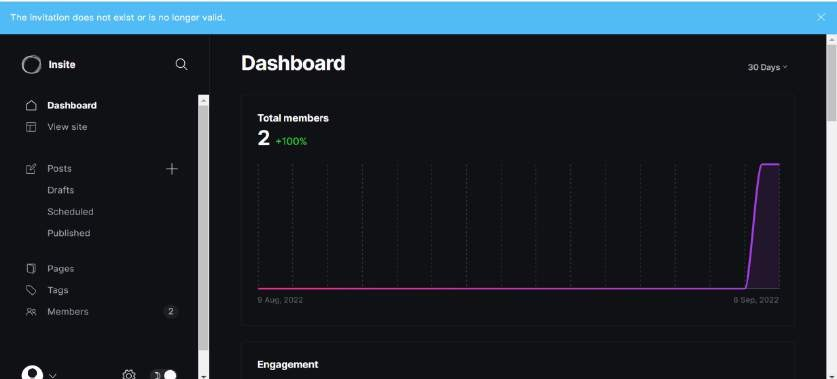 The invitation does not exist or is no longer valid.
Insite
Dashboard
View site
Posts
Drafts
Scheduled
Published
Pages
Tags
Members 2
Dashboard
30 Days
Total members
2 +100%
9 Aug, 2022 8 Sep, 2022
Engagement